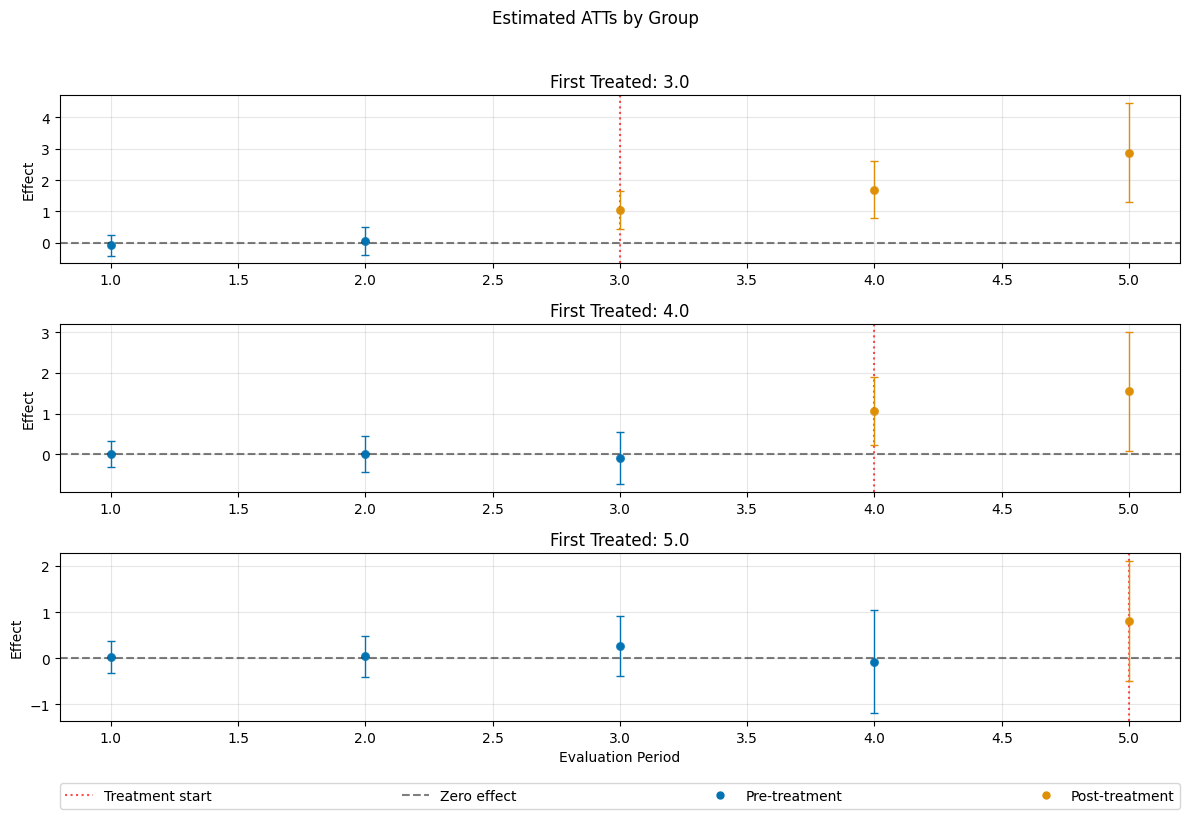 Estimated ATTs by Group
First Treated: 3.0
Effect
4
3
2
1
0
1.0 1.5 2.0 2.5 3.0 3.5 4.0 4.5 5.0
First Treated: 4.0
Effect
3
2
1
0
1.0 1.5 2.0 2.5 3.0 3.5 4.0 4.5 5.0
First Treated: 5.0
Effect
2
1
0
−1
1.0 1.5 2.0 2.5 3.0 3.5 4.0 4.5 5.0
Evaluation Period
Treatment start Zero effect Pre-treatment Post-treatment